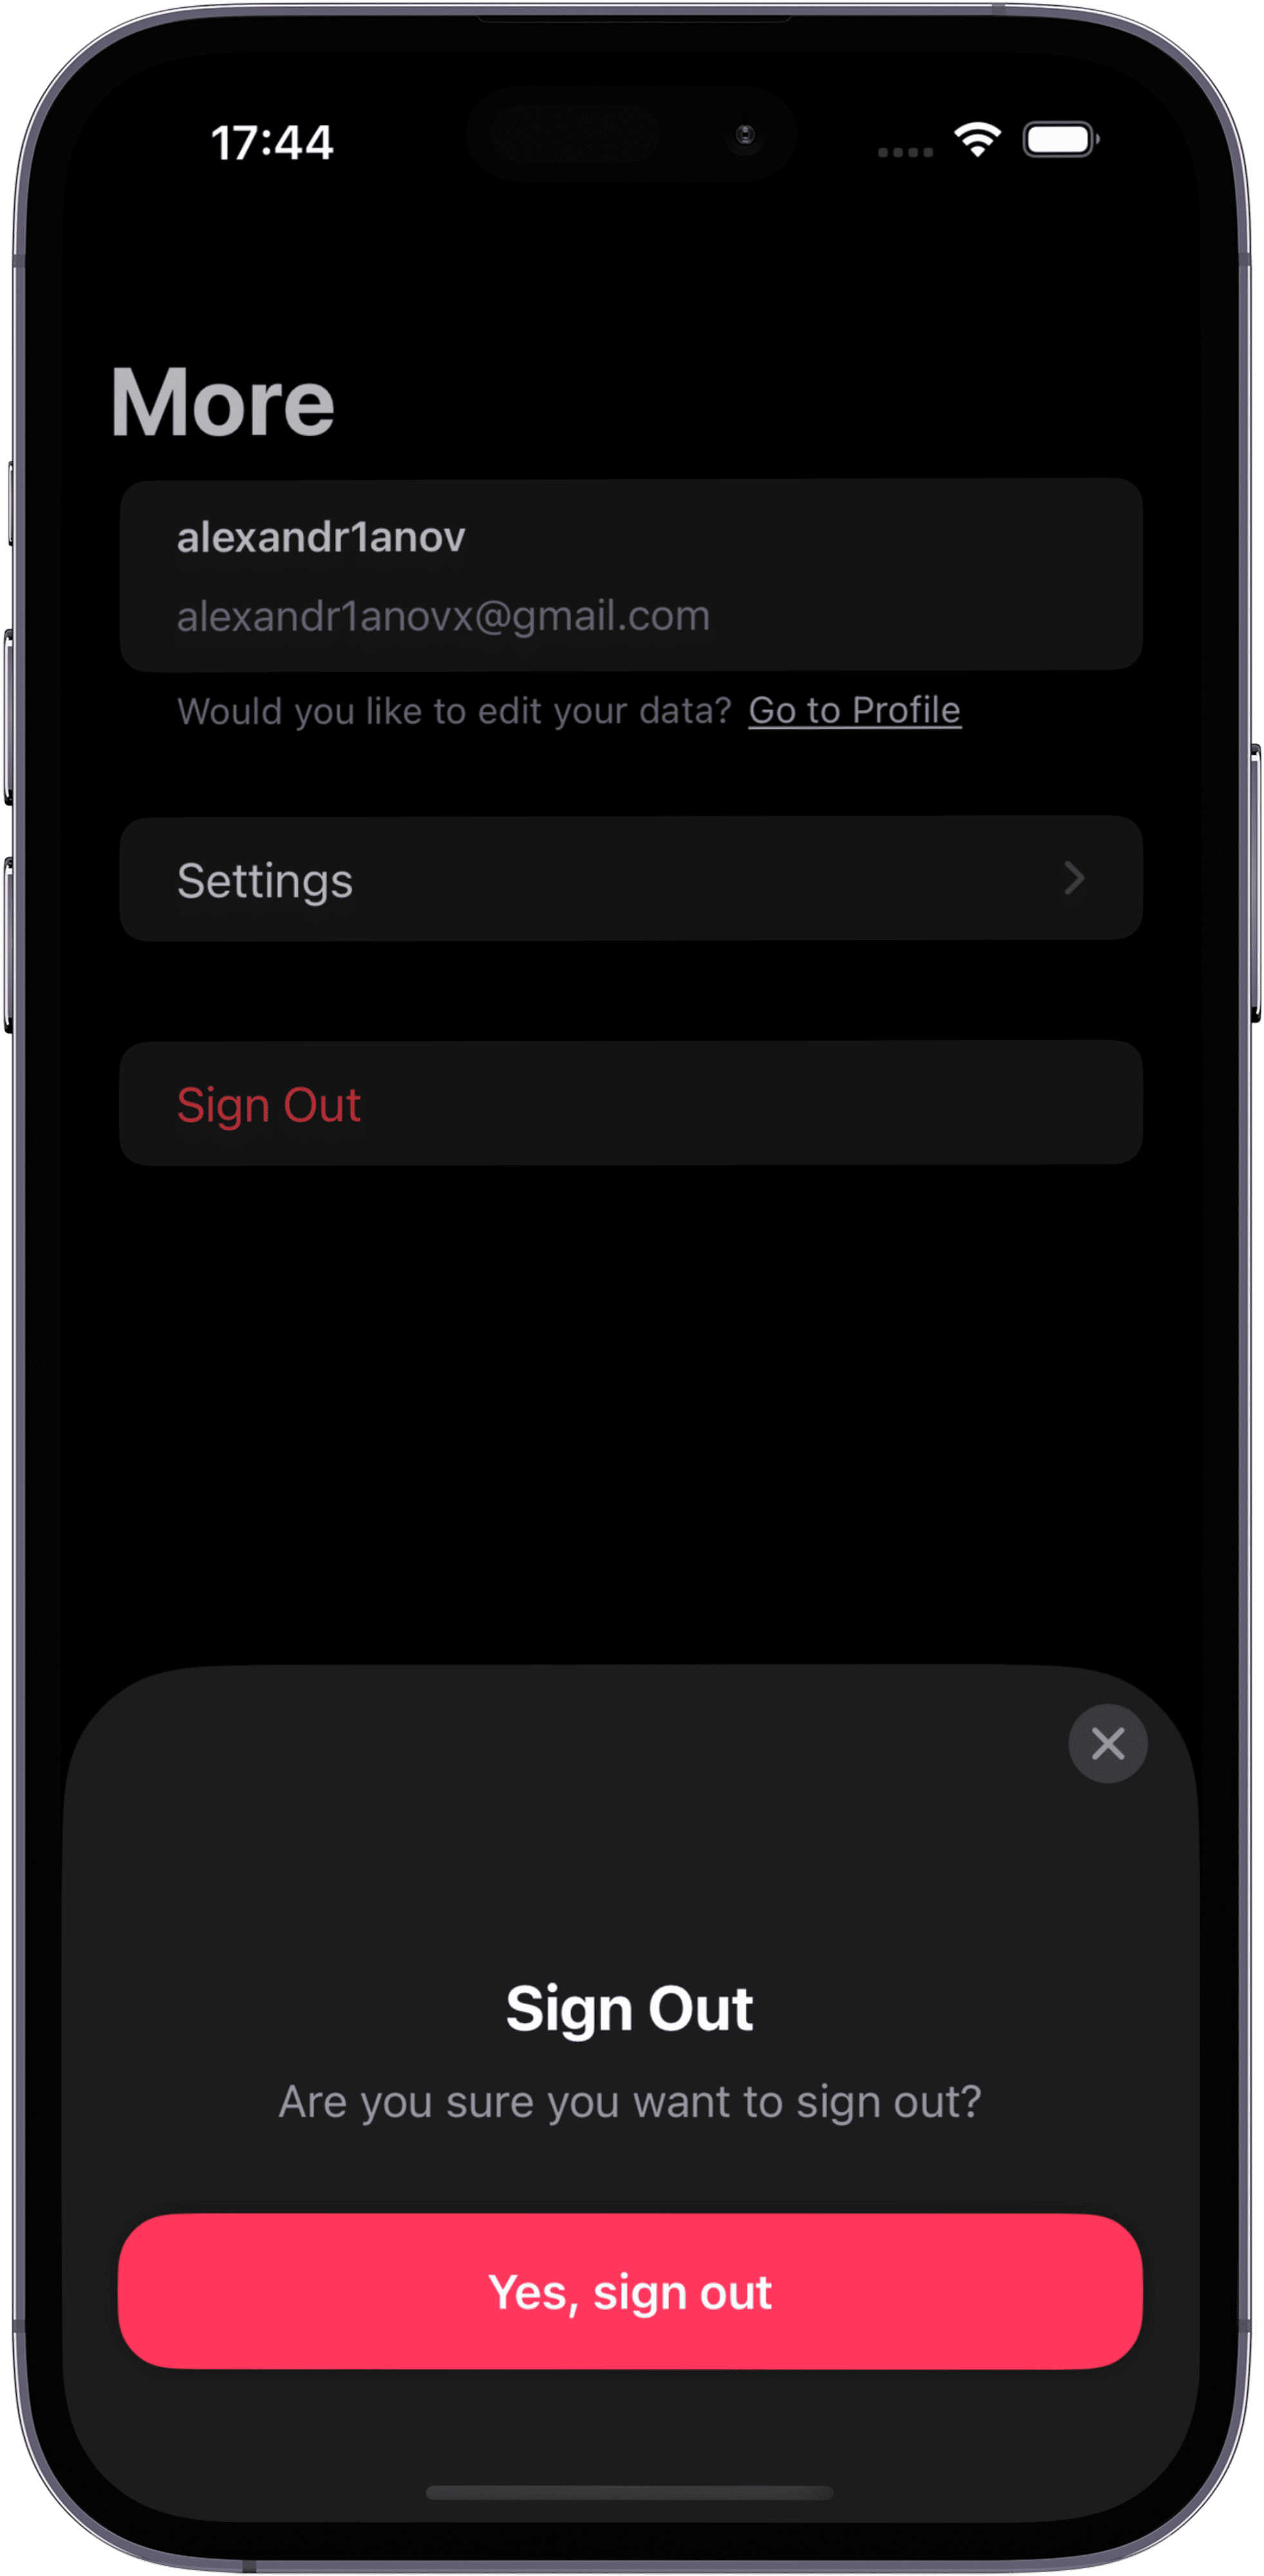 17:44
More
alexandr1anov
alexandr1anovx@gmail.com
Would you like to edit your data? Go to Profile
Settings
Sign Out
Sign Out
Are you sure you want to sign out?
Yes, sign out